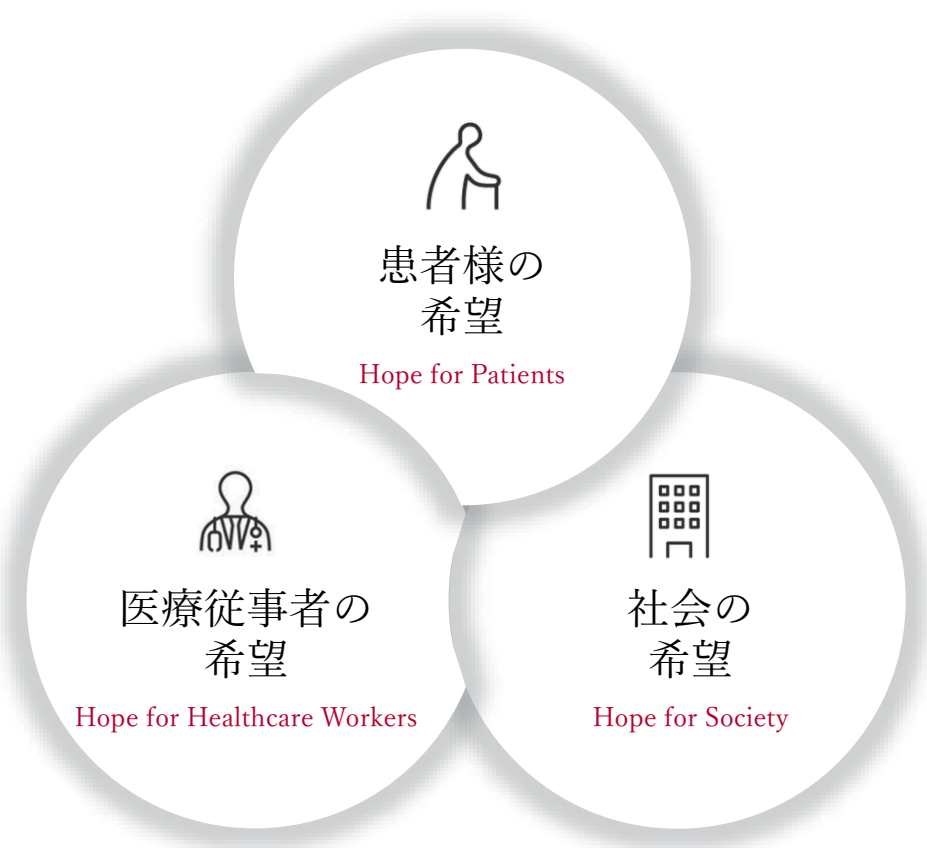 患者様の
希望
Hope for Patients
医療従事者の
希望
Hope for Healthcare Workers
社会の
希望
Hope for Society